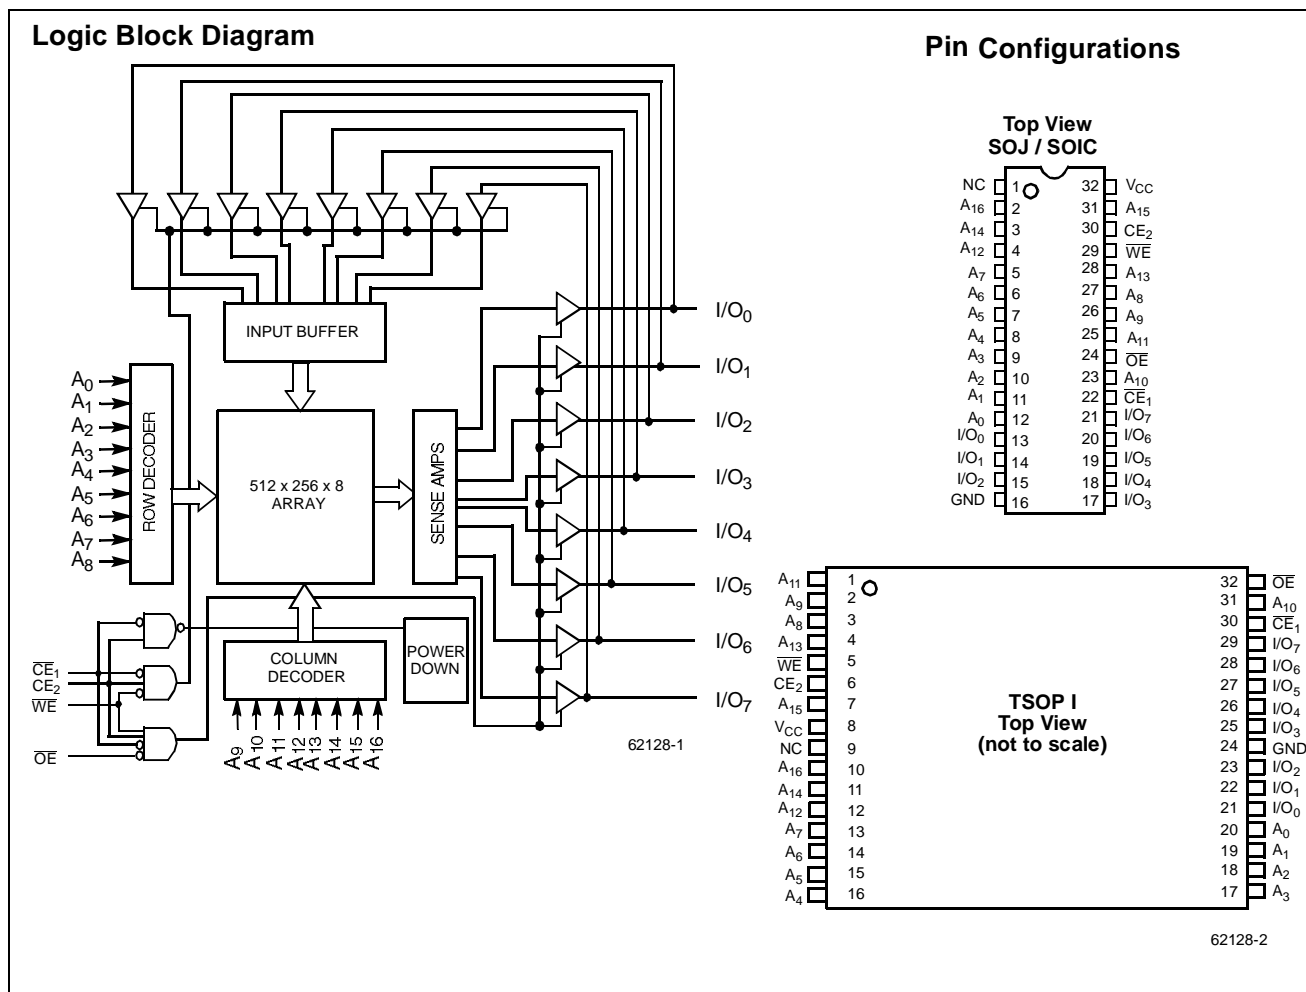 Logic Block Diagram
INPUT BUFFER
A0
A1
A2
A3
A4
A5
A6
A7
A8
ROW DECODER
512 x 256 x 8
ARRAY
SENSE AMPS
COLUMN
DECODER
POWER
DOWN
C̅E̅1
CE2
W̅E̅
O̅E̅
A9
A10
A11
A12
A13
A14
A15
A16
I/O0
I/O1
I/O2
I/O3
I/O4
I/O5
I/O6
I/O7
62128-1
Pin Configurations
Top View
SOJ / SOIC
NC 1 32 VCC
A16 2 31 A15
A14 3 30 CE2
A12 4 29 W̅E̅
A7 5 28 A13
A6 6 27 A8
A5 7 26 A9
A4 8 25 A11
A3 9 24 O̅E̅
A2 10 23 A10
A1 11 22 C̅E̅1
A0 12 21 I/O7
I/O0 13 20 I/O6
I/O1 14 19 I/O5
I/O2 15 18 I/O4
GND 16 17 I/O3
TSOP I
Top View
(not to scale)
A11 1 32 O̅E̅
A9 2 31 A10
A8 3 30 C̅E̅1
A13 4 29 I/O7
W̅E̅ 5 28 I/O6
CE2 6 27 I/O5
A15 7 26 I/O4
VCC 8 25 I/O3
NC 9 24 GND
A16 10 23 I/O2
A14 11 22 I/O1
A12 12 21 I/O0
A7 13 20 A0
A6 14 19 A1
A5 15 18 A2
A4 16 17 A3
62128-2